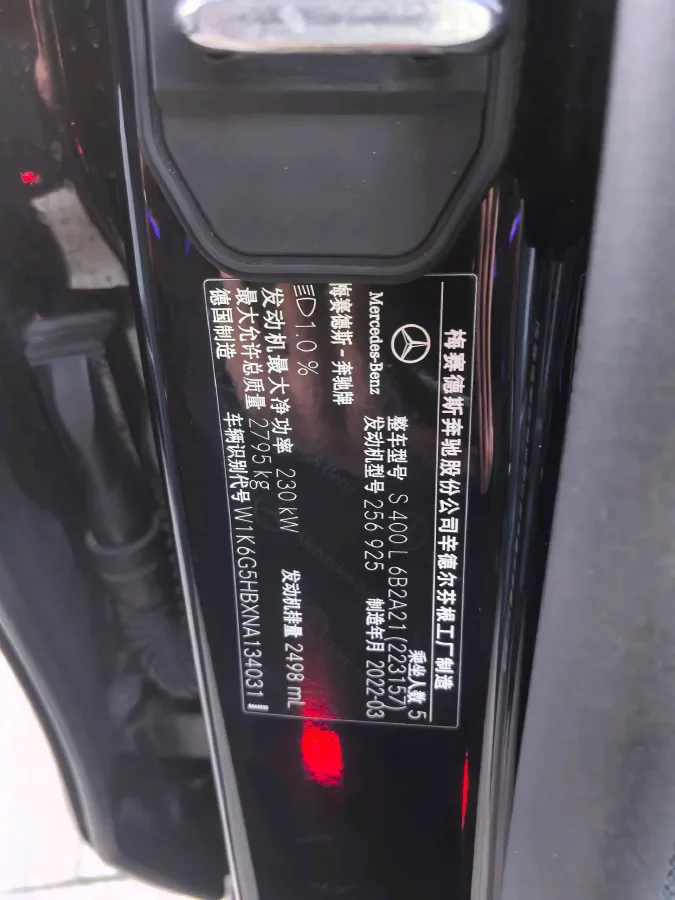 梅赛德斯奔驰股份公司辛德尔芬根工厂制造
Mercedes-Benz
整车型号 S 400 L 6B2A21(223157)
乘坐人数 5
梅赛德斯-奔驰牌
发动机型号 256 925
制造年月 2022-03
1.0 %
发动机最大净功率 230 kW
发动机排量 2498 mL
最大允许总质量 2795 kg
德国制造
车辆识别代号 W1K6G5HBXNA134031